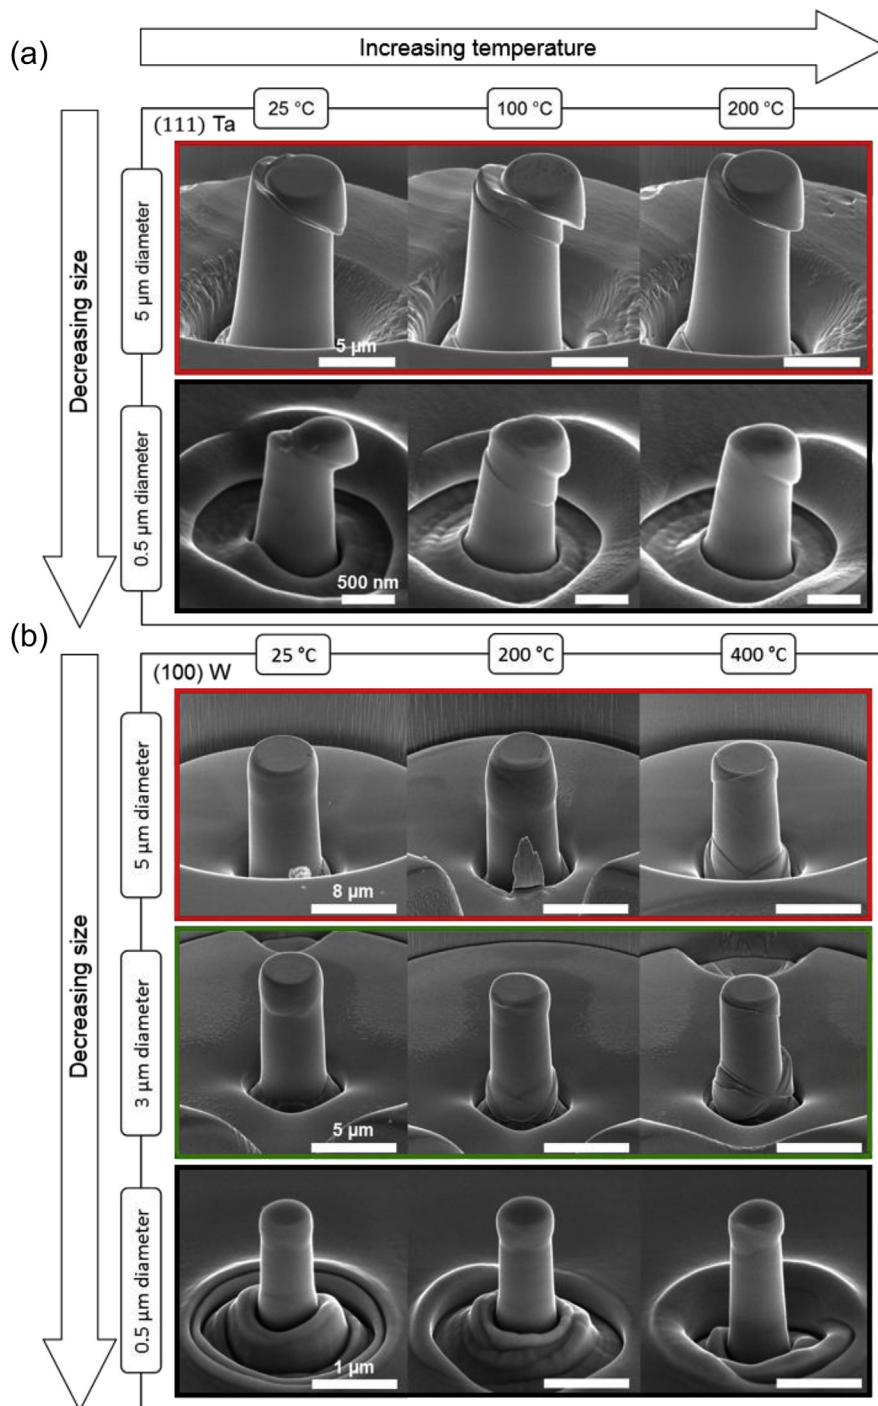 (a)
Increasing temperature
25 °C
100 °C
200 °C
(111) Ta
Decreasing size
5 µm diameter
5 µm
0.5 µm diameter
500 nm
(b)
25 °C
200 °C
400 °C
(100) W
Decreasing size
5 µm diameter
8 µm
3 µm diameter
5 µm
0.5 µm diameter
1 µm